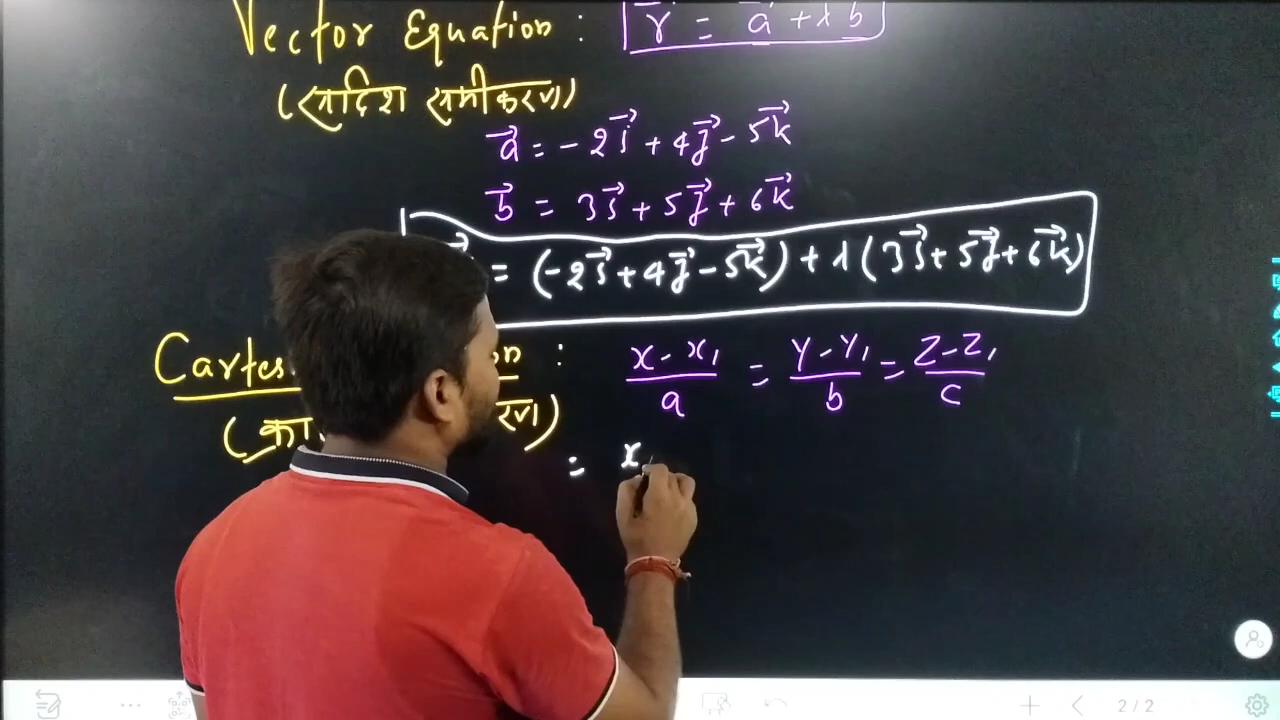 Vector Equation : r⃗ = a⃗ + λ b⃗
(सदिश समीकरण)
a⃗ = -2i⃗ + 4j⃗ - 5k⃗
b⃗ = 3i⃗ + 5j⃗ + 6k⃗
= (-2i⃗ + 4j⃗ - 5k⃗) + λ (3i⃗ + 5j⃗ + 6k⃗)
: x - x₁ / a = y - y₁ / b = z - z₁ / c
= x
2/2